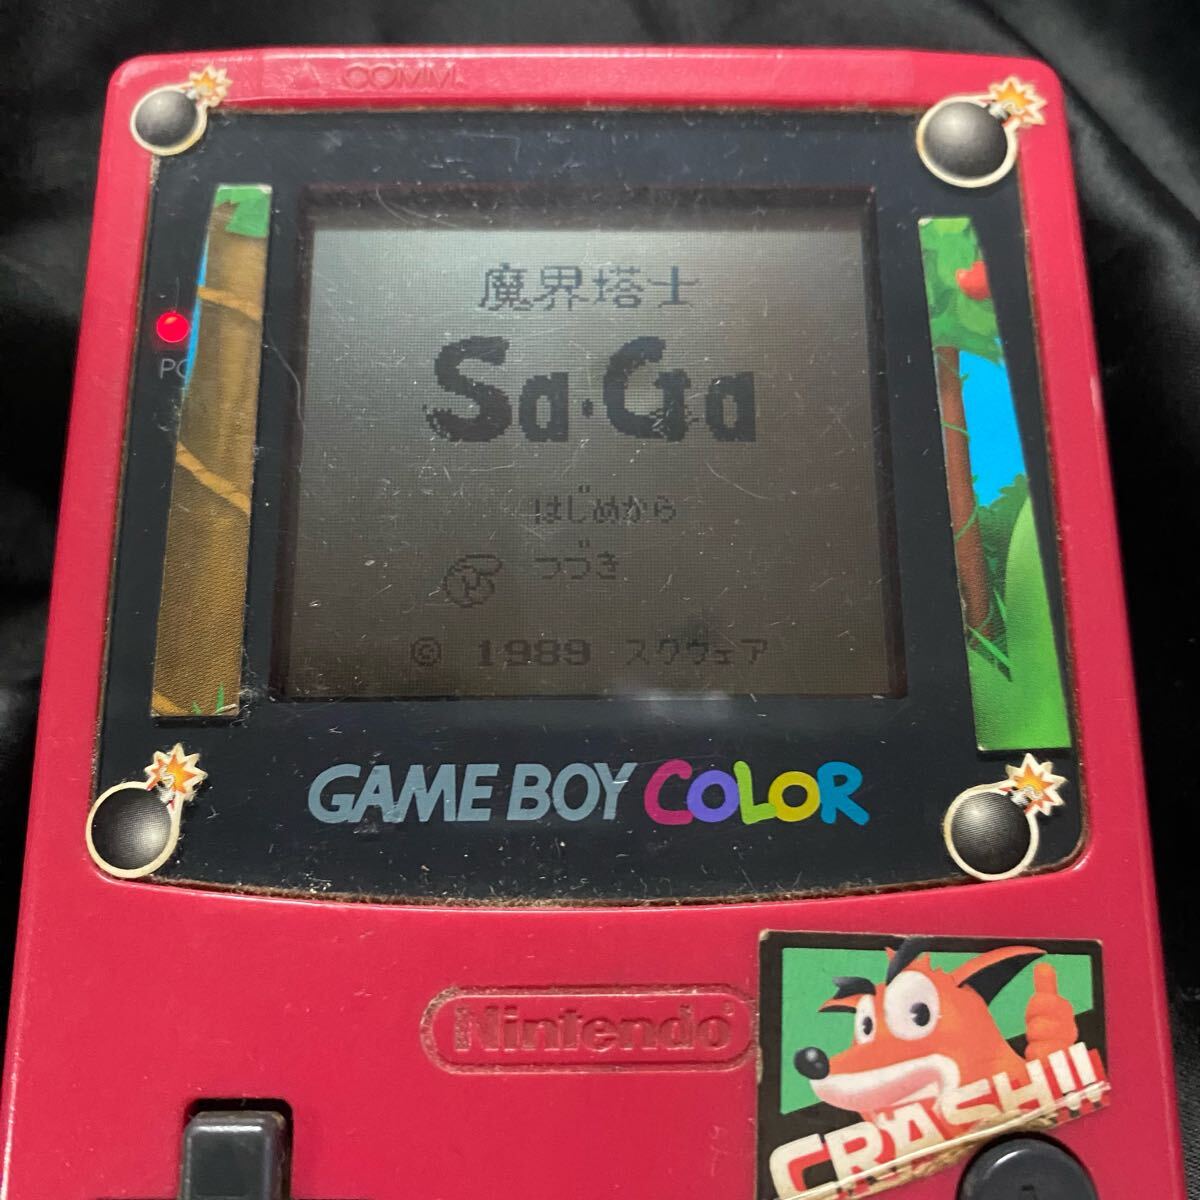 COMM.
魔界塔士
Sa・Ga
はじめから
つづき
© 1989 スクウェア
PO
GAME BOY COLOR
Nintendo
CRASH!!